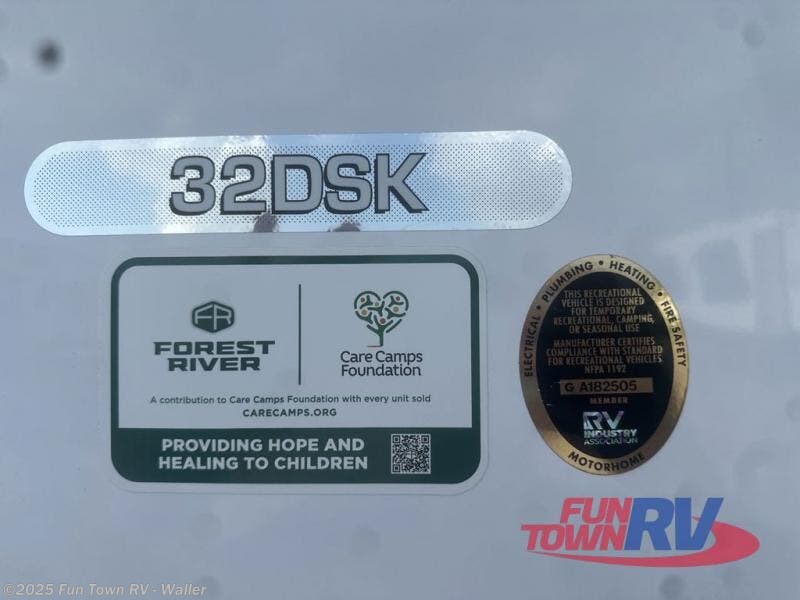 32DSK
FOREST
RIVER
Care Camps
Foundation
A contribution to Care Camps Foundation with every unit sold
CARECAMPS.ORG
PROVIDING HOPE AND
HEALING TO CHILDREN
ELECTRICAL • PLUMBING • HEATING • FIRE SAFETY
THIS RECREATIONAL
VEHICLE IS DESIGNED
FOR TEMPORARY
RECREATIONAL, CAMPING,
OR SEASONAL USE
MANUFACTURER CERTIFIES
COMPLIANCE WITH STANDARD
FOR RECREATIONAL VEHICLES
NFPA 1192
G A182505
MEMBER
RV
INDUSTRY
ASSOCIATION
MOTORHOME
FUN
TOWN RV
©2025 Fun Town RV - Waller